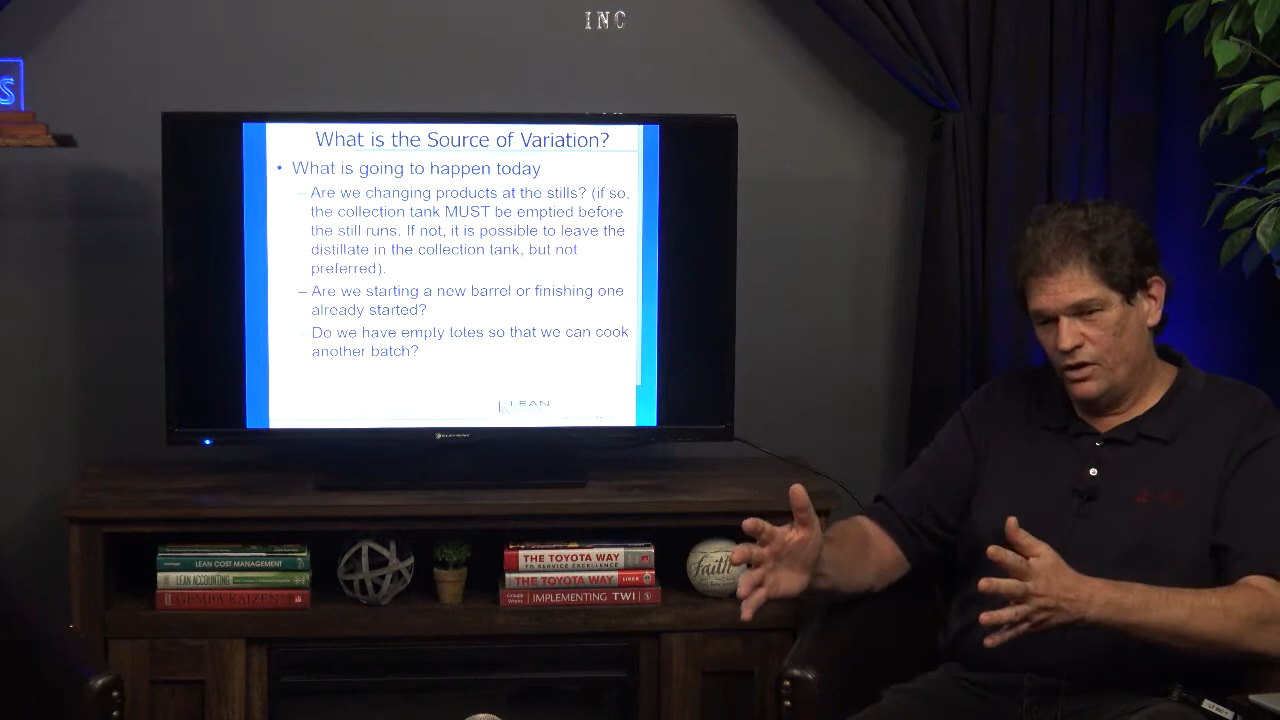 INC
S
What is the Source of Variation?
• What is going to happen today
– Are we changing products at the stills? (if so,
the collection tank MUST be emptied before
the still runs. If not, it is possible to leave the
distillate in the collection tank, but not
preferred).
– Are we starting a new barrel or finishing one
already started?
– Do we have empty totes so that we can cook
another batch?
LEAN
ELEMENT
LEAN COST MANAGEMENT
LEAN ACCOUNTING
GEMBA KAIZEN
THE TOYOTA WAY
TO SERVICE EXCELLENCE
THE TOYOTA WAY LIKER
Graupp
IMPLEMENTING TWI
Faith